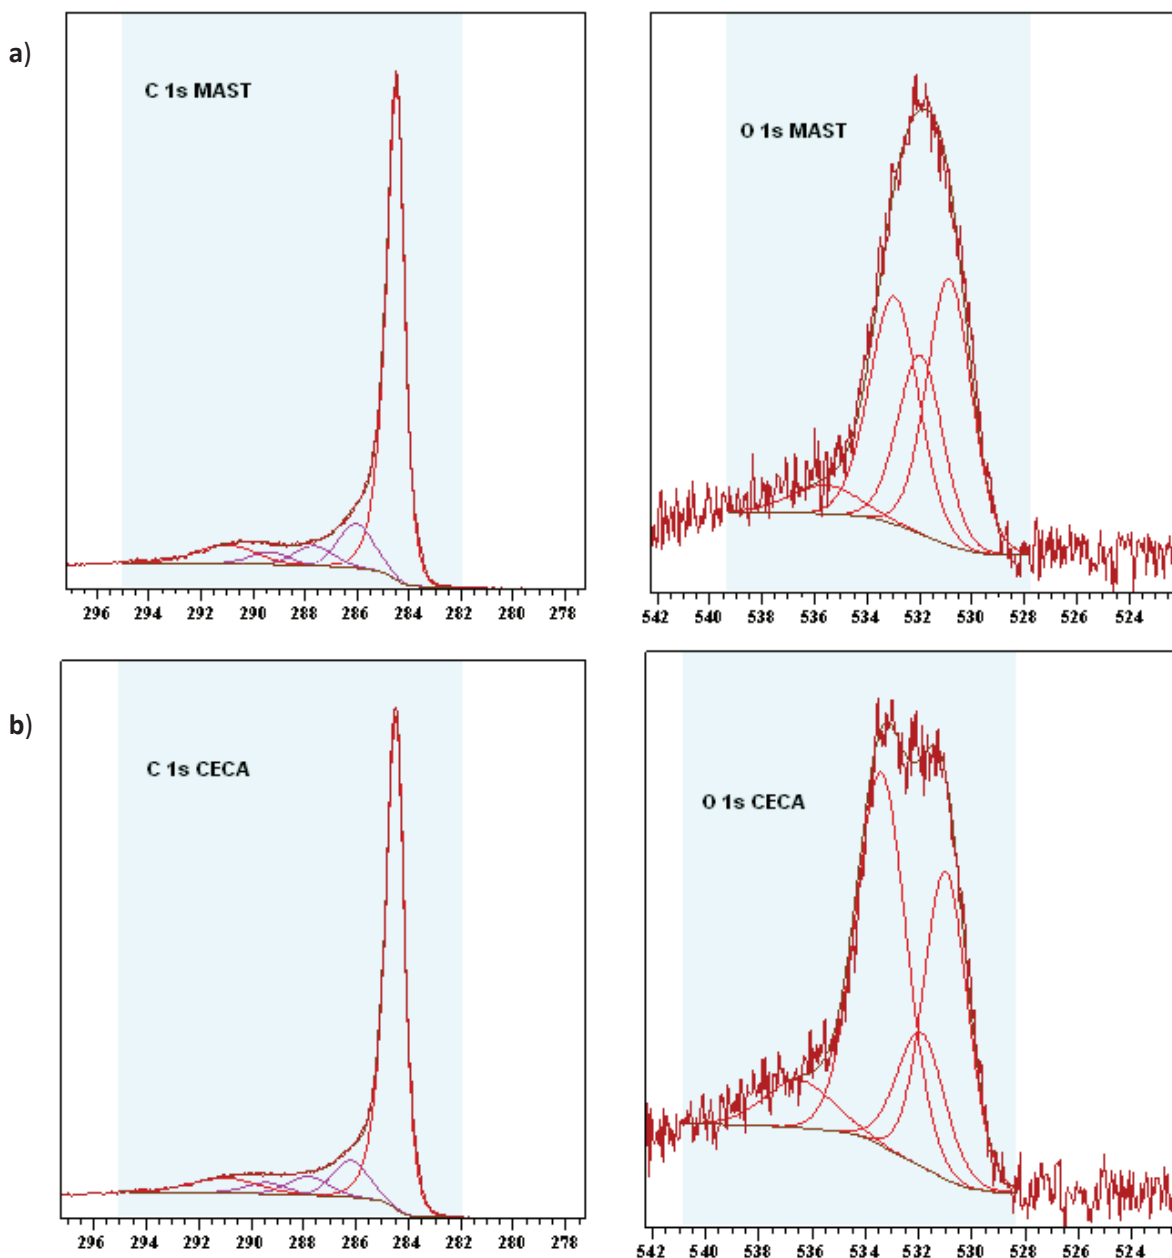 a)
C 1s MAST
O 1s MAST
296 294 292 290 288 286 284 282 280 278
542 540 538 536 534 532 530 528 526 524
b)
C 1s CECA
O 1s CECA
296 294 292 290 288 286 284 282 280 278
542 540 538 536 534 532 530 528 526 524